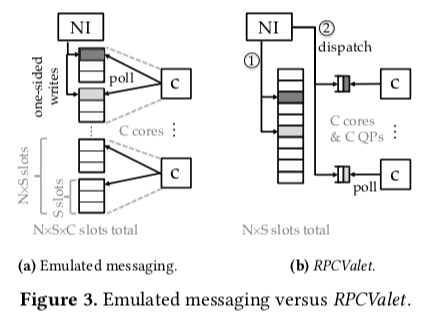 NI
one-sided
writes
poll
C
C cores
N×S slots
S slots
C
N×S×C slots total
(a) Emulated messaging.
NI
①
②
dispatch
C
C cores
& C QPs
C
poll
N×S slots total
(b) RPCValet.
Figure 3. Emulated messaging versus RPCValet.